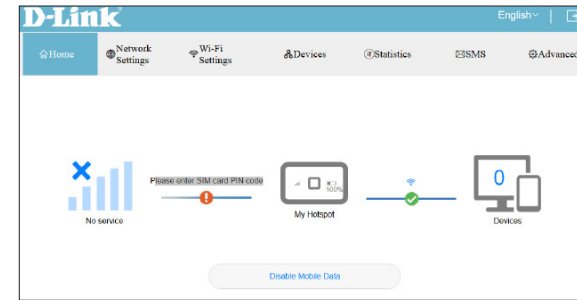 D-Link
English
Home
Network Settings
Wi-Fi Settings
Devices
Statistics
SMS
Advanced
Please enter SIM card PIN code
100%
0
No service
My Hotspot
Devices
Disable Mobile Data